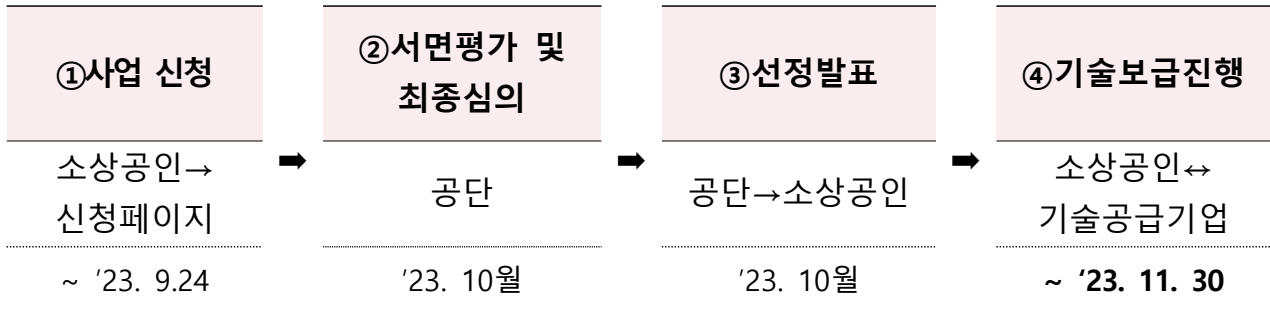 ①사업 신청
소상공인→
신청페이지
~ '23. 9.24
➡
②서면평가 및
최종심의
공단
'23. 10월
➡
③선정발표
공단→소상공인
'23. 10월
➡
④기술보급진행
소상공인↔
기술공급기업
~ ‘23. 11. 30